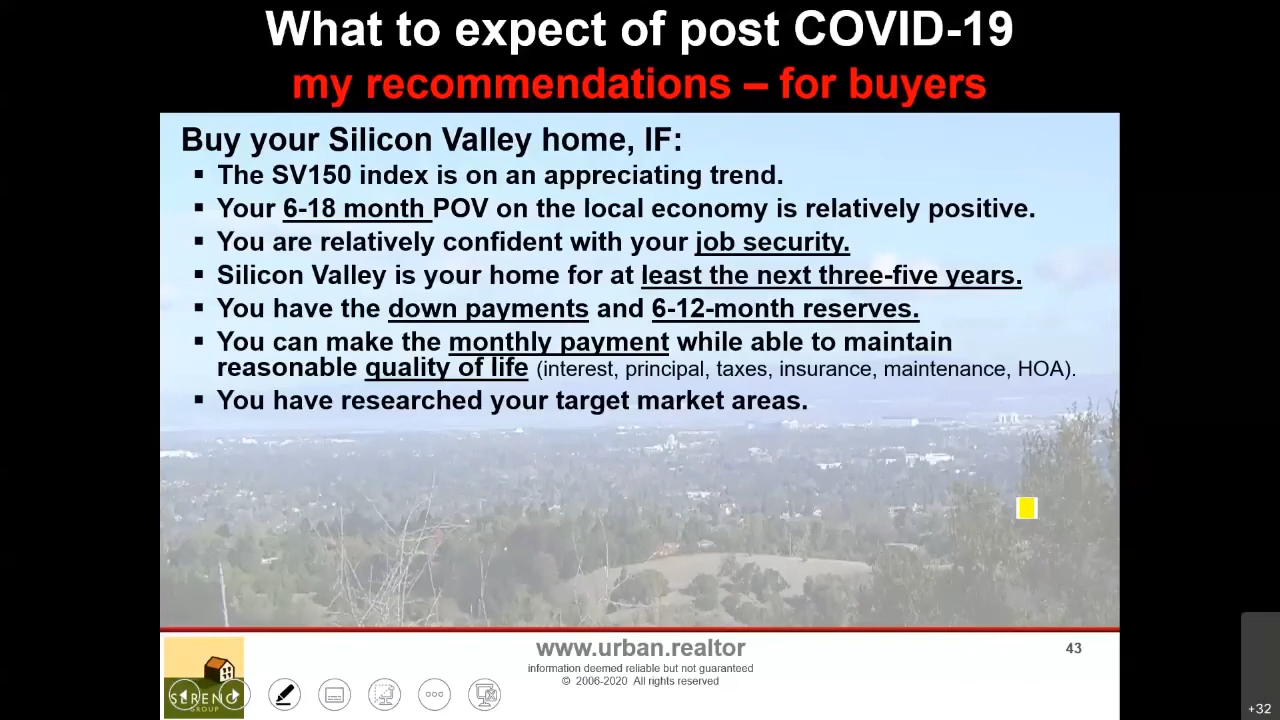 What to expect of post COVID-19
my recommendations – for buyers
Buy your Silicon Valley home, IF:
▪ The SV150 index is on an appreciating trend.
▪ Your 6-18 month POV on the local economy is relatively positive.
▪ You are relatively confident with your job security.
▪ Silicon Valley is your home for at least the next three-five years.
▪ You have the down payments and 6-12-month reserves.
▪ You can make the monthly payment while able to maintain
reasonable quality of life (interest, principal, taxes, insurance, maintenance, HOA).
▪ You have researched your target market areas.
www.urban.realtor
43
information deemed reliable but not guaranteed
© 2006-2020 All rights reserved
SERENO
GROUP
+32